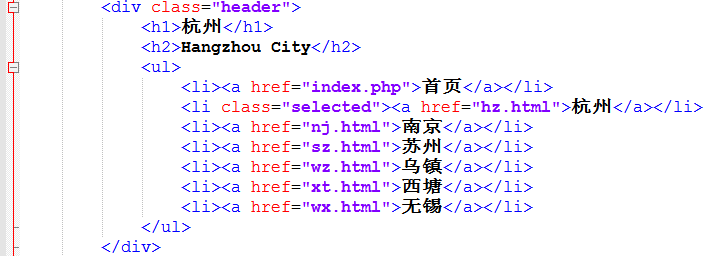 <div class="header">
<h1>杭州</h1>
<h2>Hangzhou City</h2>
<ul>
<li><a href="index.php">首页</a></li>
<li class="selected"><a href="hz.html">杭州</a></li>
<li><a href="nj.html">南京</a></li>
<li><a href="sz.html">苏州</a></li>
<li><a href="wz.html">乌镇</a></li>
<li><a href="xt.html">西塘</a></li>
<li><a href="wx.html">无锡</a></li>
</ul>
</div>